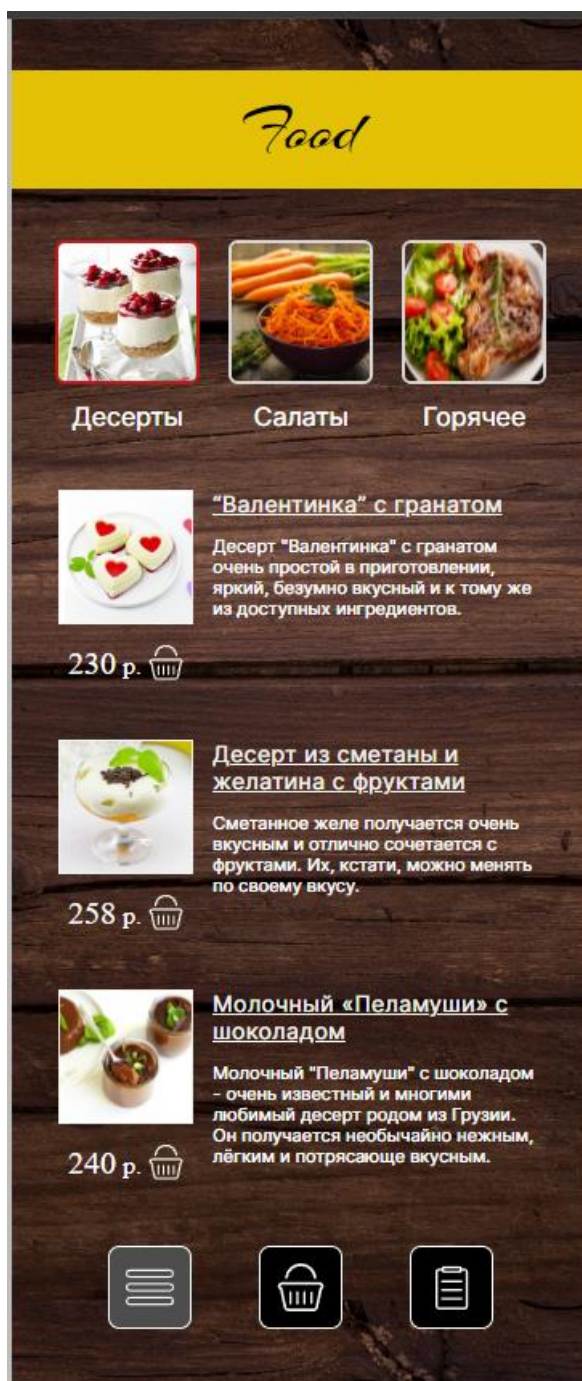 Food
Десерты
Салаты
Горячее
“Валентинка” с гранатом
Десерт "Валентинка" с гранатом
очень простой в приготовлении,
яркий, безумно вкусный и к тому же
из доступных ингредиентов.
230 р.
Десерт из сметаны и
желатина с фруктами
Сметанное желе получается очень
вкусным и отлично сочетается с
фруктами. Их, кстати, можно менять
по своему вкусу.
258 р.
Молочный «Пеламуши» с
шоколадом
Молочный "Пеламуши" с шоколадом
- очень известный и многими
любимый десерт родом из Грузии.
Он получается необычайно нежным,
лёгким и потрясающе вкусным.
240 р.